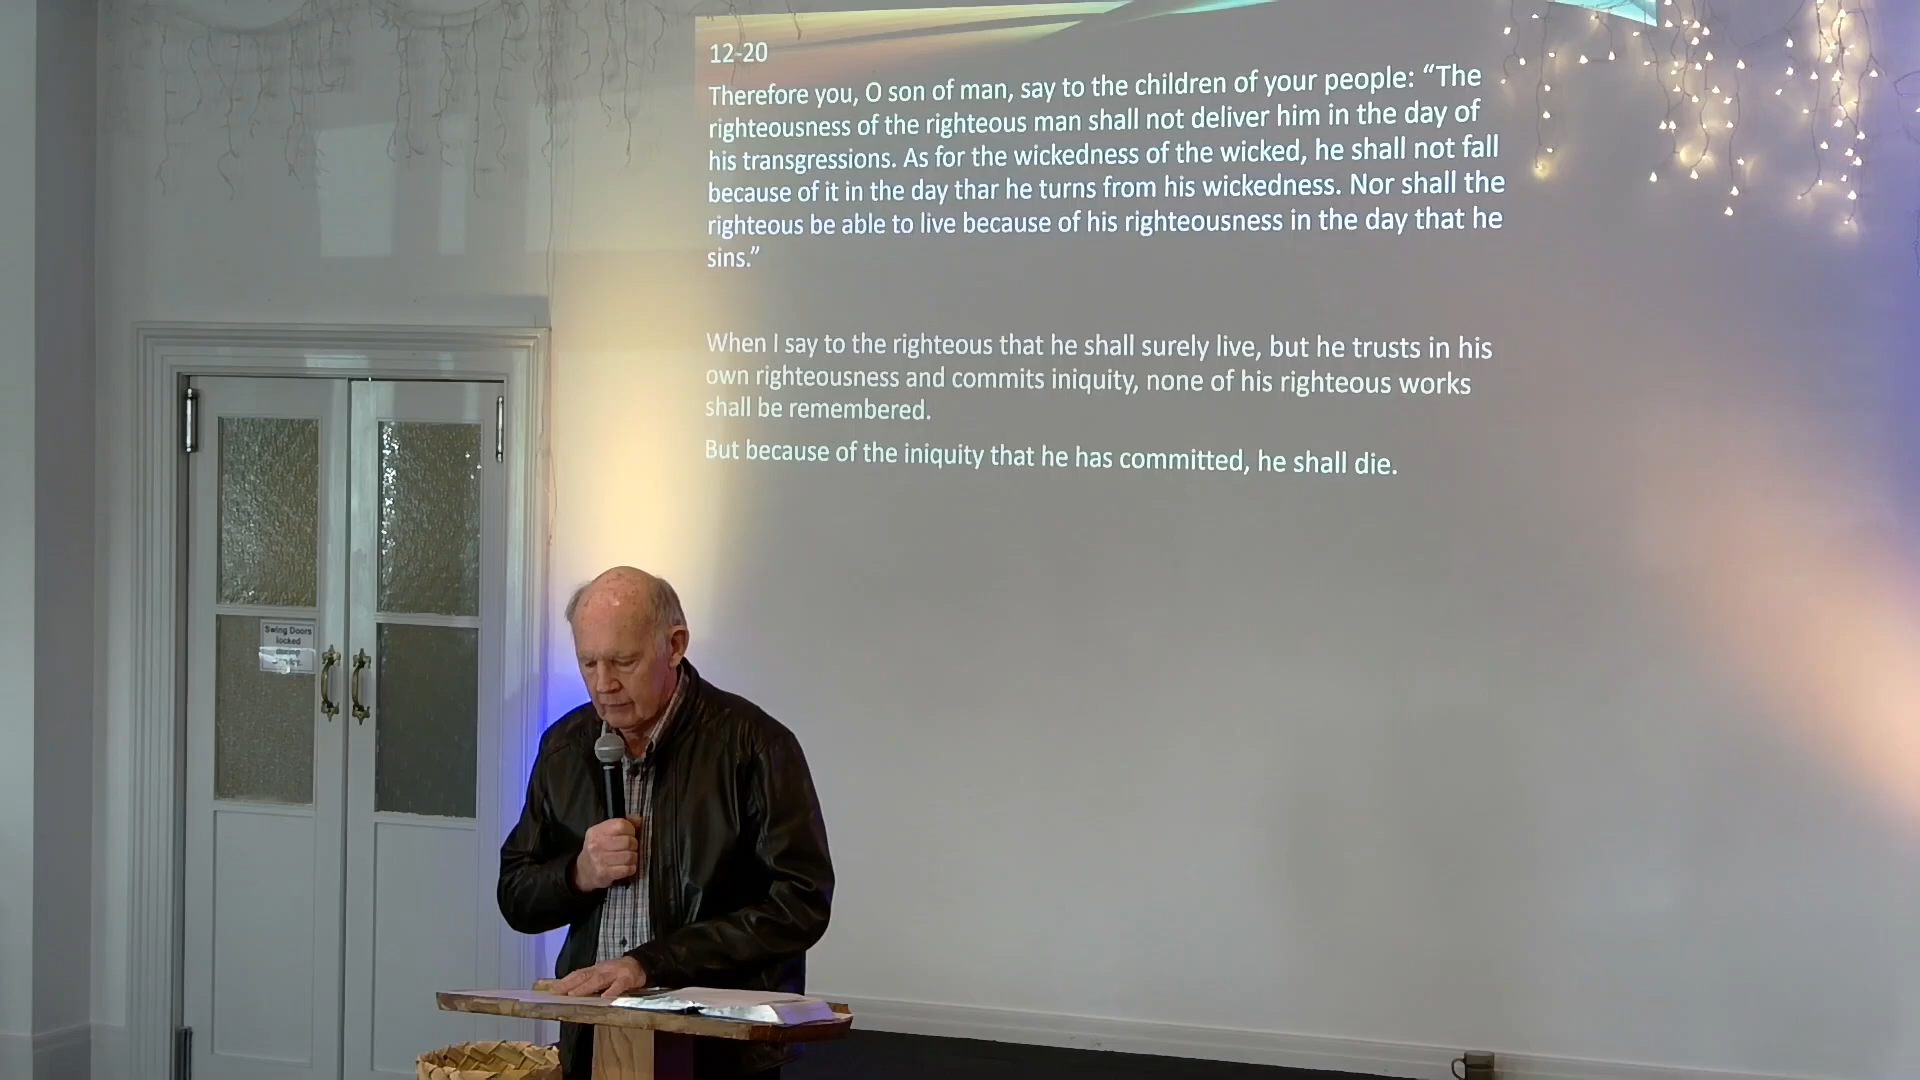 12-20
Therefore you, O son of man, say to the children of your people: “The
righteousness of the righteous man shall not deliver him in the day of
his transgressions. As for the wickedness of the wicked, he shall not fall
because of it in the day thar he turns from his wickedness. Nor shall the
righteous be able to live because of his righteousness in the day that he
sins.”
When I say to the righteous that he shall surely live, but he trusts in his
own righteousness and commits iniquity, none of his righteous works
shall be remembered.
But because of the iniquity that he has committed, he shall die.
Swing Doors
locked